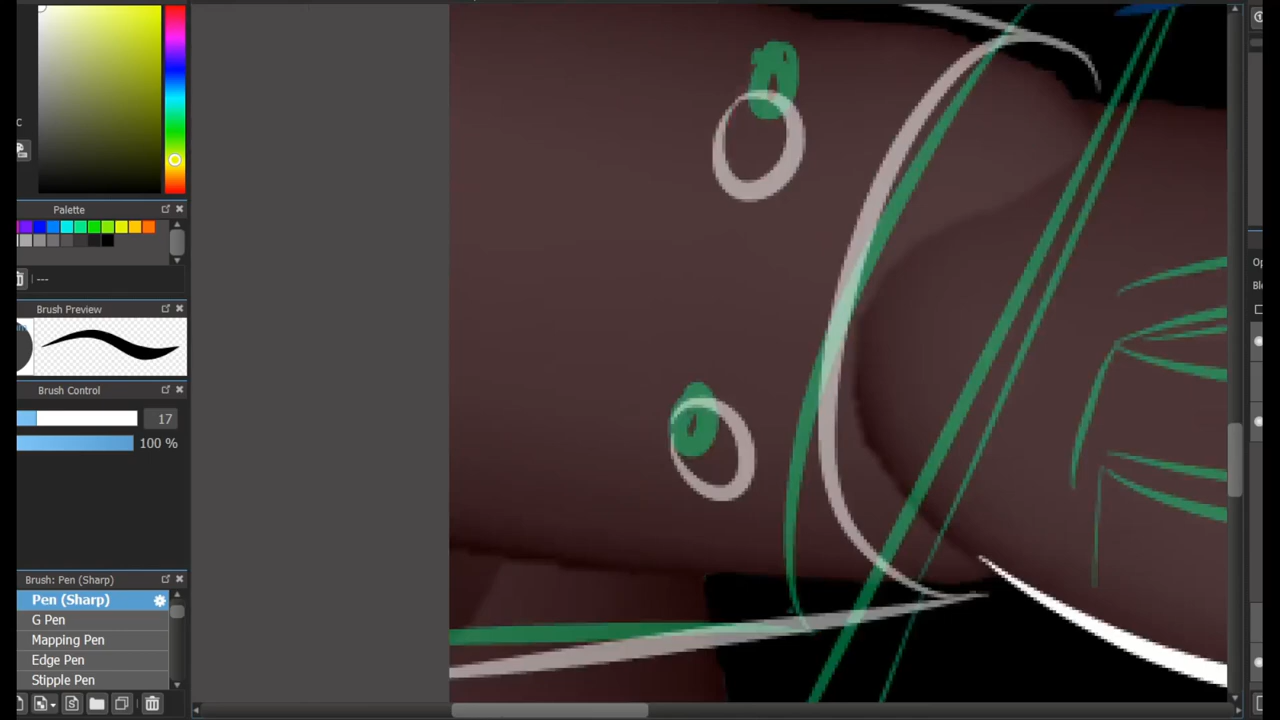 C
Palette
---
Brush Preview
Brush Control
17
100 %
Brush: Pen (Sharp)
Pen (Sharp)
G Pen
Mapping Pen
Edge Pen
Stipple Pen
Op
Ble